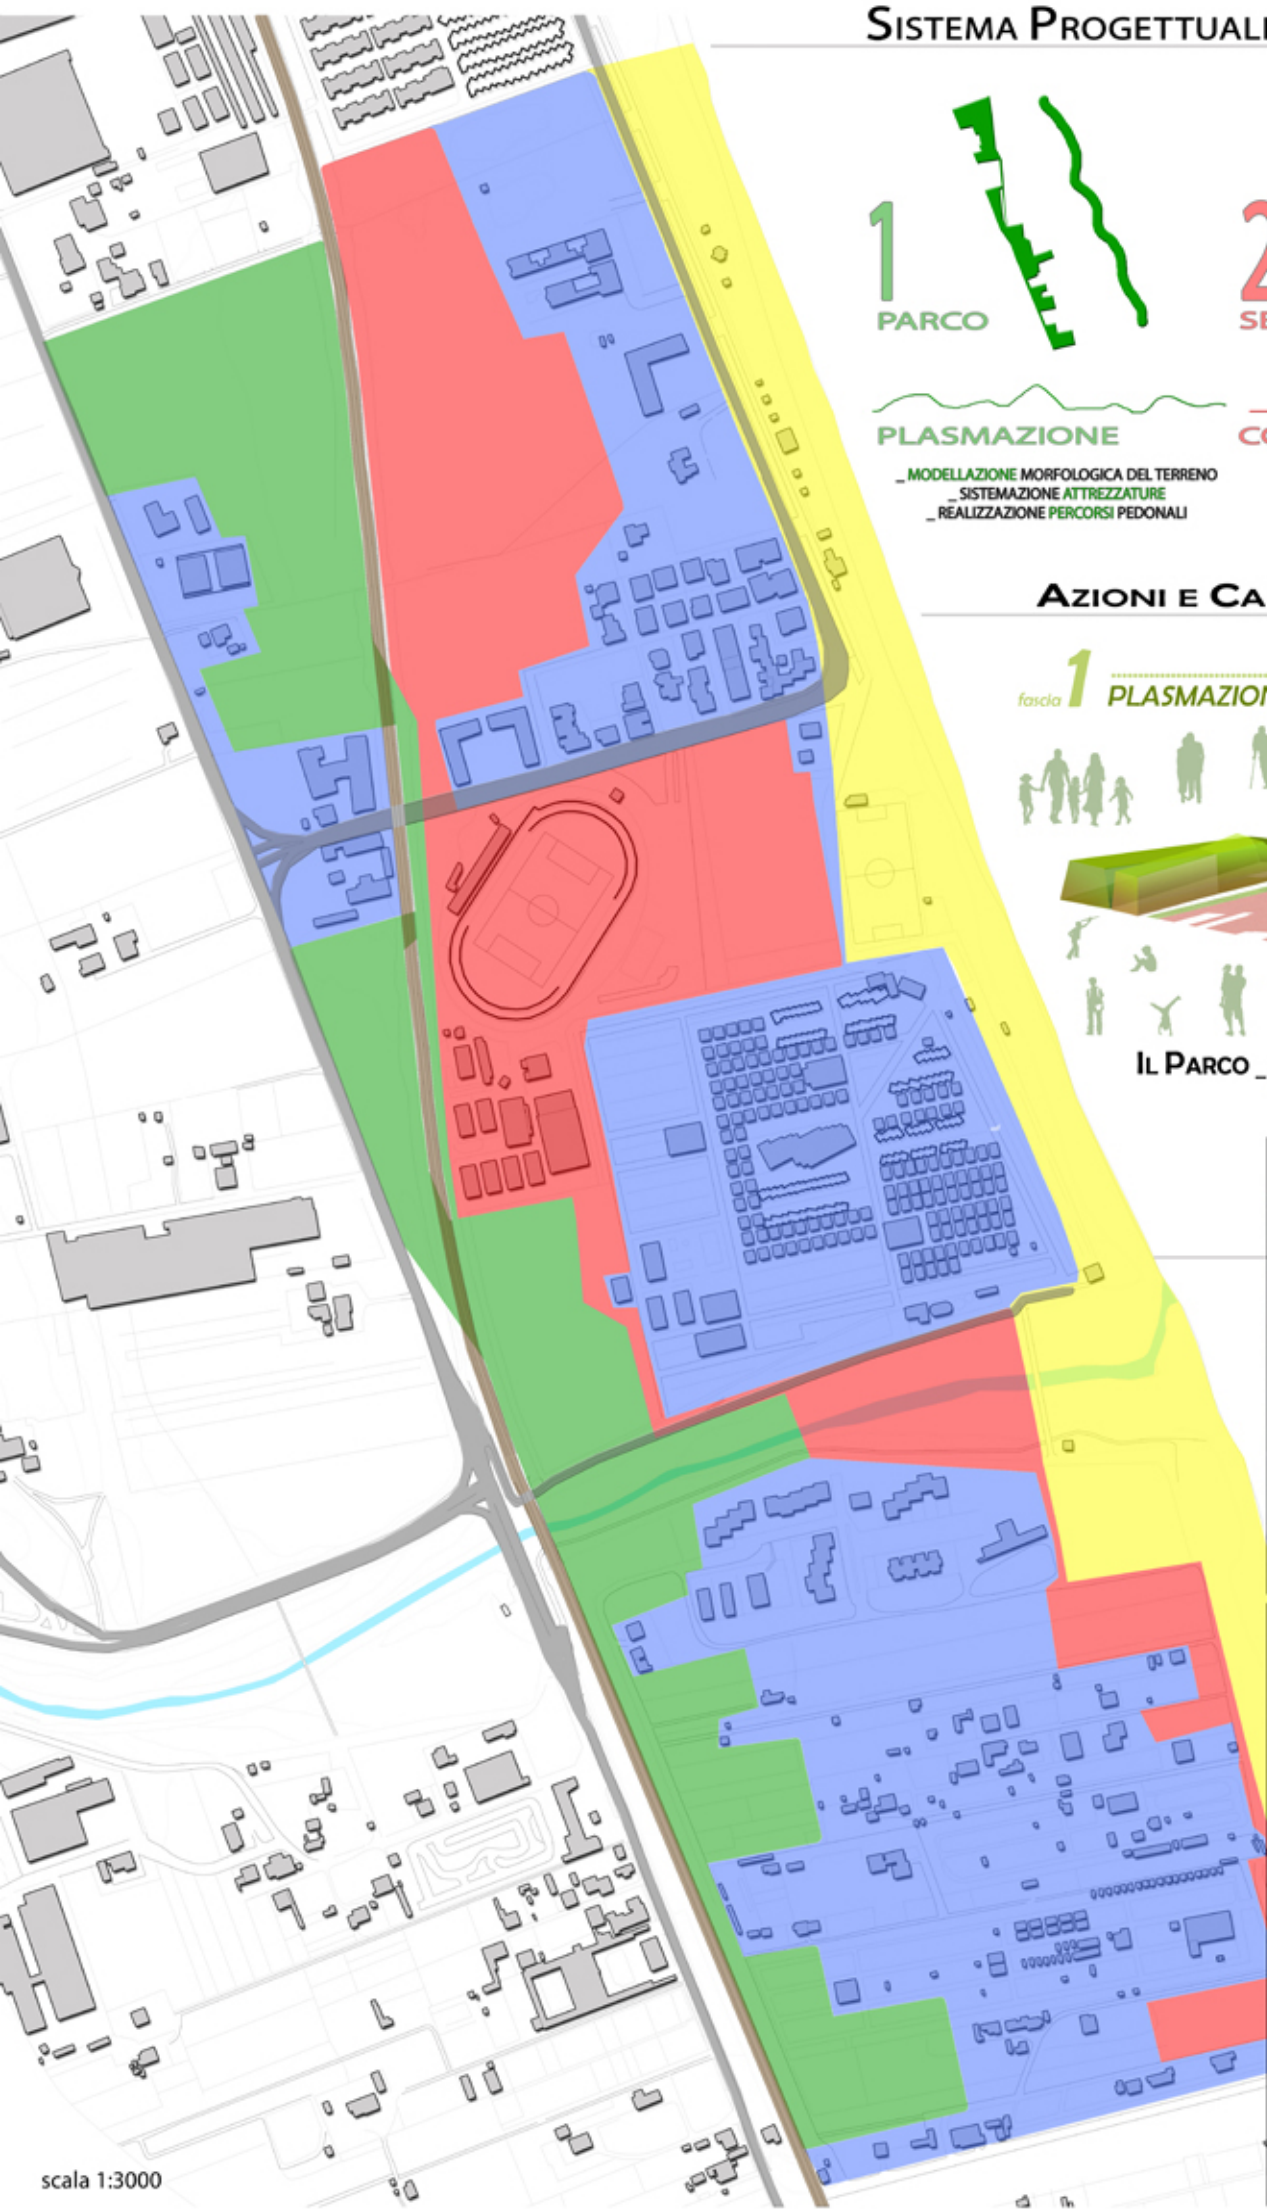 SISTEMA PROGETTUALE
1
PARCO
2
SE
PLASMAZIONE
CO
_ MODELLAZIONE MORFOLOGICA DEL TERRENO
_ SISTEMAZIONE ATTREZZATURE
_ REALIZZAZIONE PERCORSI PEDONALI
AZIONI E CA
fascia 1 PLASMAZION
IL PARCO _
scala 1:3000